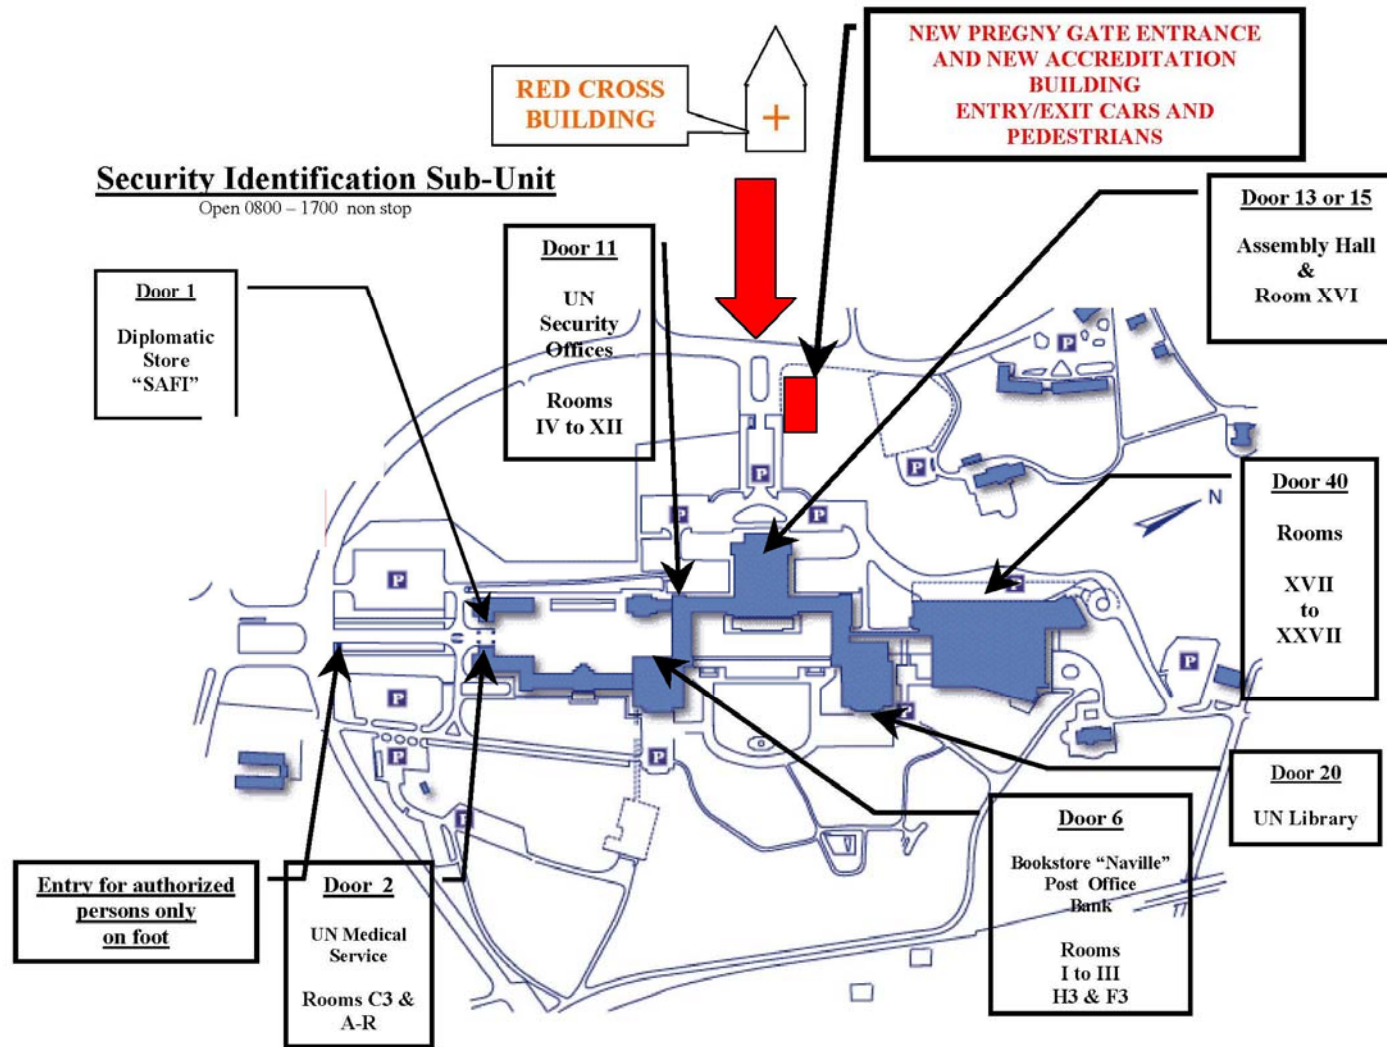 NEW PREGNY GATE ENTRANCE
AND NEW ACCREDITATION
BUILDING
ENTRY/EXIT CARS AND
PEDESTRIANS
RED CROSS
BUILDING
+
Security Identification Sub-Unit
Open 0800 – 1700 non stop
Door 13 or 15
Assembly Hall
&
Room XVI
Door 11
UN
Security
Offices
Rooms
IV to XII
Door 1
Diplomatic
Store
“SAFI”
Door 40
Rooms
XVII
to
XXVII
N
P
P
P
P
P
P
P
P
P
P
P
P
P
Door 20
UN Library
Door 6
Bookstore “Naville”
Post Office
Bank
Rooms
I to III
H3 & F3
Entry for authorized
persons only
on foot
Door 2
UN Medical
Service
Rooms C3 &
A-R